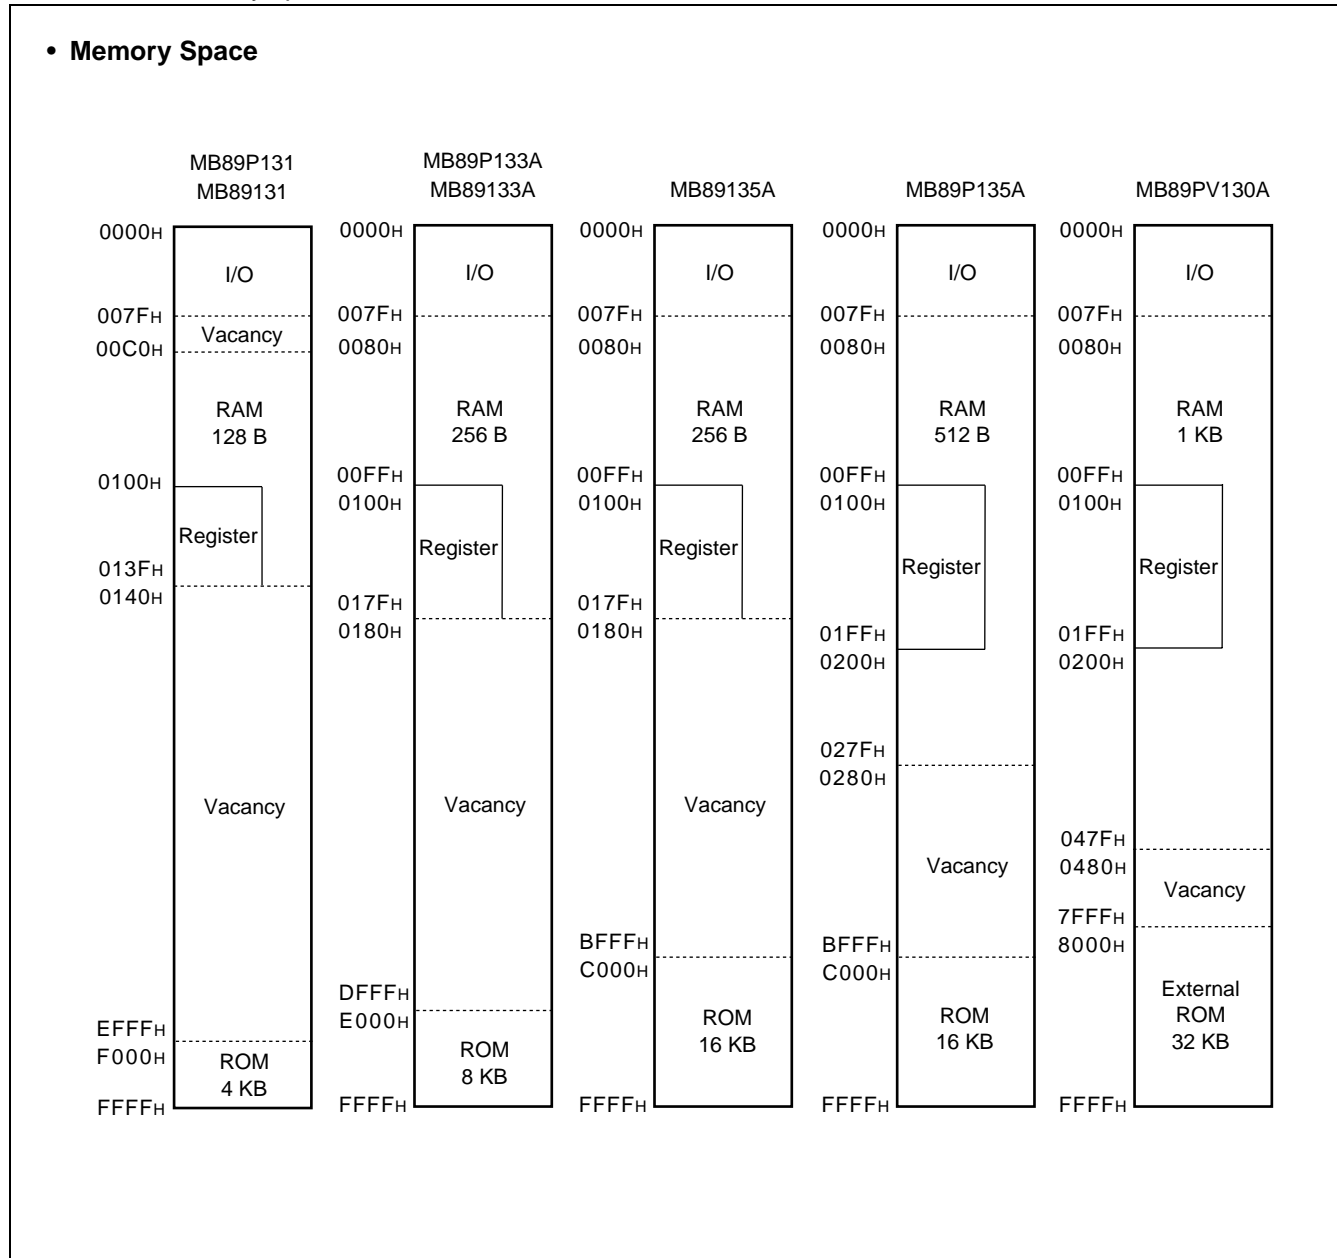 • Memory Space
MB89P131
MB89131
0000H
I/O
007FH
Vacancy
00C0H
RAM
128 B
0100H
Register
013FH
0140H
Vacancy
EFFFH
F000H
ROM
4 KB
FFFFH
MB89P133A
MB89133A
0000H
I/O
007FH
0080H
RAM
256 B
00FFH
0100H
Register
017FH
0180H
Vacancy
DFFFH
E000H
ROM
8 KB
FFFFH
MB89135A
0000H
I/O
007FH
0080H
RAM
256 B
00FFH
0100H
Register
017FH
0180H
Vacancy
BFFFH
C000H
ROM
16 KB
FFFFH
MB89P135A
0000H
I/O
007FH
0080H
RAM
512 B
00FFH
0100H
Register
01FFH
0200H
027FH
0280H
Vacancy
BFFFH
C000H
ROM
16 KB
FFFFH
MB89PV130A
0000H
I/O
007FH
0080H
RAM
1 KB
00FFH
0100H
Register
01FFH
0200H
047FH
0480H
Vacancy
7FFFH
8000H
External
ROM
32 KB
FFFFH